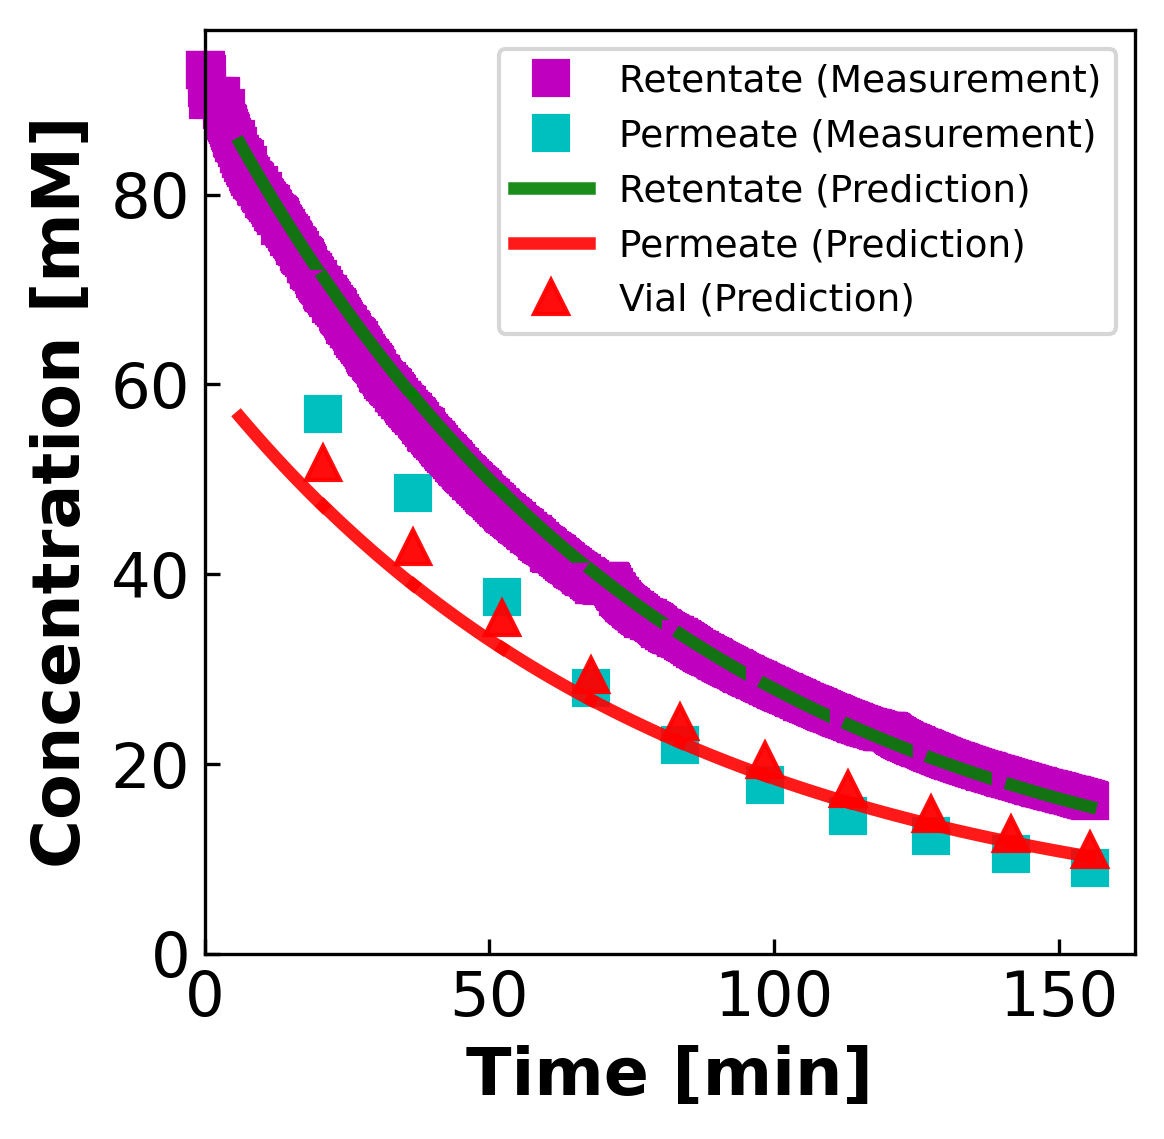 Concentration [mM]
80
60
40
20
0
0 50 100 150
Time [min]
Retentate (Measurement)
Permeate (Measurement)
Retentate (Prediction)
Permeate (Prediction)
Vial (Prediction)